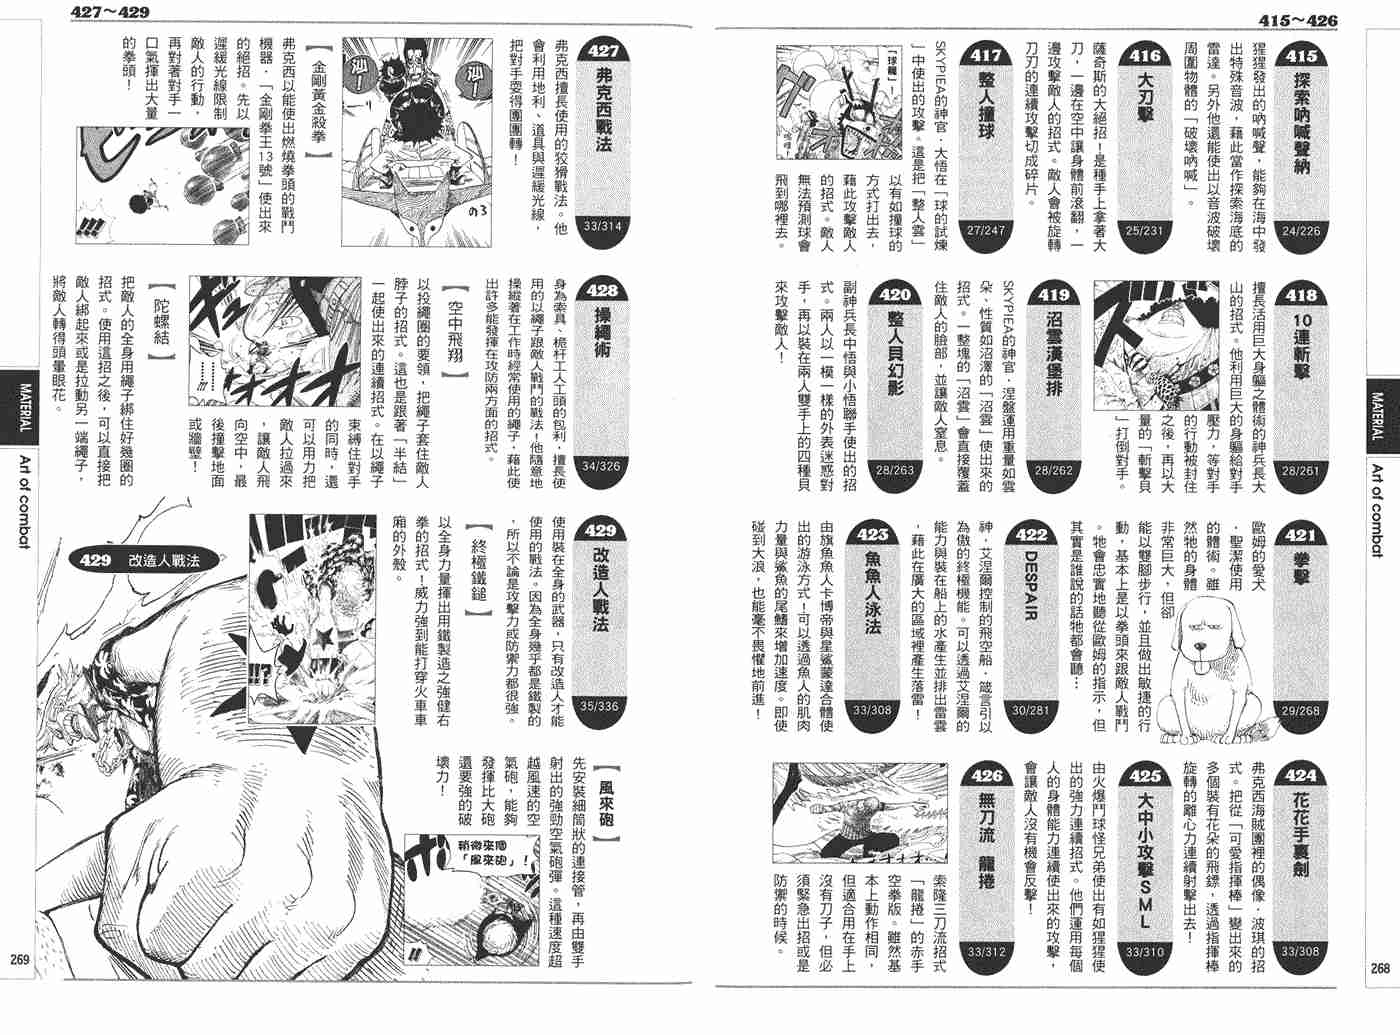 415～426
415
探索吶喊聲納
24/226
猩猩發出的吶喊聲，能夠在海中發
出特殊音波，藉此當作探索海底的
雷達。另外他還能使出以音波破壞
周圍物體的「破壞吶喊」。
416
大刃擊
25/231
薩奇斯的大絕招！是種手上拿著大
刀，一邊在空中讓身體前滾翻，一
邊攻擊敵人的招式。敵人會被旋轉
刀刃的連續攻擊切成碎片。
417
整人撞球
27/247
SKYPIEA的神官．大悟在「球的試煉
」中使出的攻擊。這是把「整人雲」
以有如撞球的
方式打出去，
藉此攻擊敵人
的招式。敵人
無法預測球會
飛到哪裡去。
「球龍」
418
10連斬擊
28/261
擅長活用巨大身軀之體術的神兵長大
山的招式。他利用巨大的身軀給對手
壓力，等對手
的行動被封住
之後，再以大
量的「斬擊貝
」打倒對手。
419
沼雲漢堡排
28/262
SKYPIEA的神官．涅盤運用重量如雲
朵、性質如沼澤的「沼雲」使出來的
招式。一整塊的「沼雲」會直接覆蓋
住敵人的臉部，並讓敵人窒息。
420
整人貝幻影
28/263
副神兵長中悟與小悟聯手使出的招
式。兩人以一模一樣的外表迷惑對
手，再以裝在兩人雙手上的四種貝
來攻擊敵人！
421
拳擊
29/268
歐姆的愛犬
．聖潔使用
的體術。雖
然牠的身體
非常巨大，但卻
能以雙腳步行，並且做出敏捷的行
動，基本上是以拳頭來跟敵人戰鬥
。牠會忠實地聽從歐姆的指示，但
其實是誰說的話牠都會聽…
422
DESPAIR
30/281
神．艾涅爾控制的飛空船．箴言引以
為傲的終極機能。可以透過艾涅爾的
能力與裝在船上的水產生並排出雷雲
，藉此在廣大的區域裡產生落雷！
423
魚魚人泳法
33/308
由旗魚魚人卡博帝與星鯊蒙達合體使
出的游泳方式！可以透過魚人的肌肉
力量與鯊魚的尾鰭來增加速度。即使
碰到大浪，也能毫不畏懼地前進！
424
花花手裏劍
33/308
弗克西海賊團裡的偶像．波琪的招
式。把從「可愛指揮棒」變出來的
多個裝有花朵的飛鏢，透過指揮棒
旋轉的離心力連續射擊出去！
425
大中小攻擊SML
33/310
由火爆鬥球怪兄弟使出有如猩猩使
出的強力連續招式。他們運用每個
人的身體能力連續使出來的攻擊，
會讓敵人沒有機會反擊！
426
無刀流 龍捲
33/312
索隆三刀流招式
「龍捲」的赤手
空拳版。雖然基
本上動作相同，
但適合用在手上
沒有刀子，但必
須緊急出招或是
防禦的時候。
MATERIAL
Art of combat
268
427～429
427
弗克西戰法
33/314
弗克西擅長使用的狡猾戰法。他
會利用地利、道具與遲緩光線，
把對手耍得團團轉！
の3
【金剛黃金殺拳】
弗克西以能使出燃燒拳頭的戰鬥
機器．「金剛拳王13號」使出來
的絕招。先以
遲緩光線限制
敵人的行動，
再對著對手一
口氣揮出大量
的拳頭！
428
操繩術
34/326
身為索具、桅杆工人工頭的包利，擅長使
用的以繩子跟敵人戰鬥的戰法！他隨意地
操縱著在工作時經常使用的繩子，藉此使
出許多能發揮在攻防兩方面的招式。
【空中飛翔】
以投繩圈的要領，把繩子套住敵人
脖子的招式。這也是跟著「半結」
一起使出來的連續招式。在以繩子
束縛住對手
的同時，還
可以用力把
敵人拉過來
，讓敵人飛
向空中，最
後撞擊地面
或牆壁！
【陀螺結】
把敵人的全身用繩子綁住好幾圈的
招式。使用這招之後，可以直接把
敵人綁起來或是拉動另一端繩子，
將敵人轉得頭暈眼花。
429
改造人戰法
35/336
使用裝在全身的武器，只有改造人才能
使用的戰法。因為全身幾乎都是鐵製的
，所以不論是攻擊力或防禦力都很強。
【終極鐵鎚】
以全身力量揮出用鐵製造之強健右
拳的招式！威力強到能打穿火車車
廂的外殼。
【風來砲】
先安裝細筒狀的連接管，再由雙手
射出的強勁空氣砲彈。這種速度超
越風速的空
氣砲，能夠
發揮比大砲
還要強的破
壞力！
稍微來個
「風來砲」！
429 改造人戰法
MATERIAL
Art of combat
269